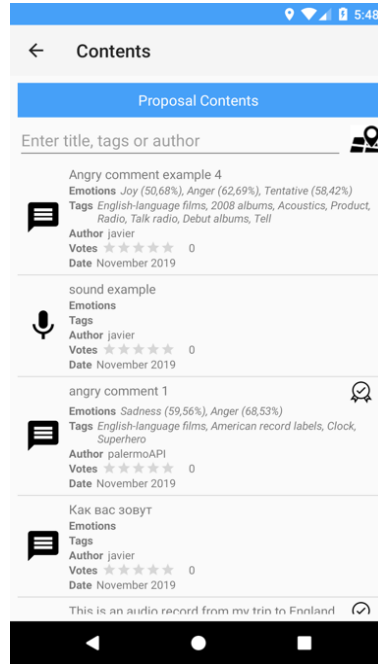 5:48
Contents
Proposal Contents
Enter title, tags or author
Angry comment example 4
Emotions Joy (50,68%), Anger (62,69%), Tentative (58,42%)
Tags English-language films, 2008 albums, Acoustics, Product,
Radio, Talk radio, Debut albums, Tell
Author javier
Votes 0
Date November 2019
sound example
Emotions
Tags
Author javier
Votes 0
Date November 2019
angry comment 1
Emotions Sadness (59,56%), Anger (68,53%)
Tags English-language films, American record labels, Clock,
Superhero
Author palermoAPI
Votes 0
Date November 2019
Как вас зовут
Emotions
Tags
Author javier
Votes 0
Date November 2019
This is an audio record from my trip to England